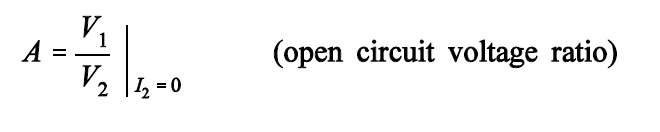 A = V₁/V₂ |_{I₂ = 0} (open circuit voltage ratio)